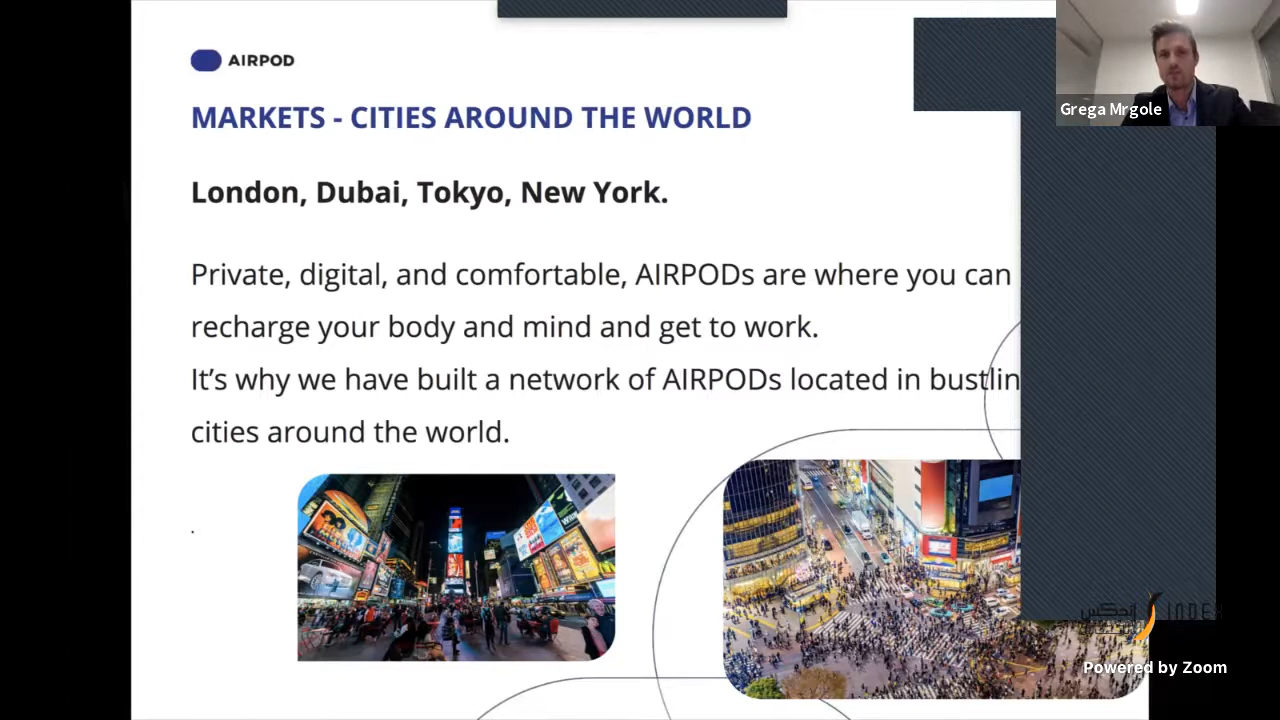 AIRPOD
MARKETS - CITIES AROUND THE WORLD
London, Dubai, Tokyo, New York.
Private, digital, and comfortable, AIRPODs are where you can
recharge your body and mind and get to work.
It's why we have built a network of AIRPODs located in bustlin
cities around the world.
Grega Mrgole
اندكس INDEX
Powered by Zoom